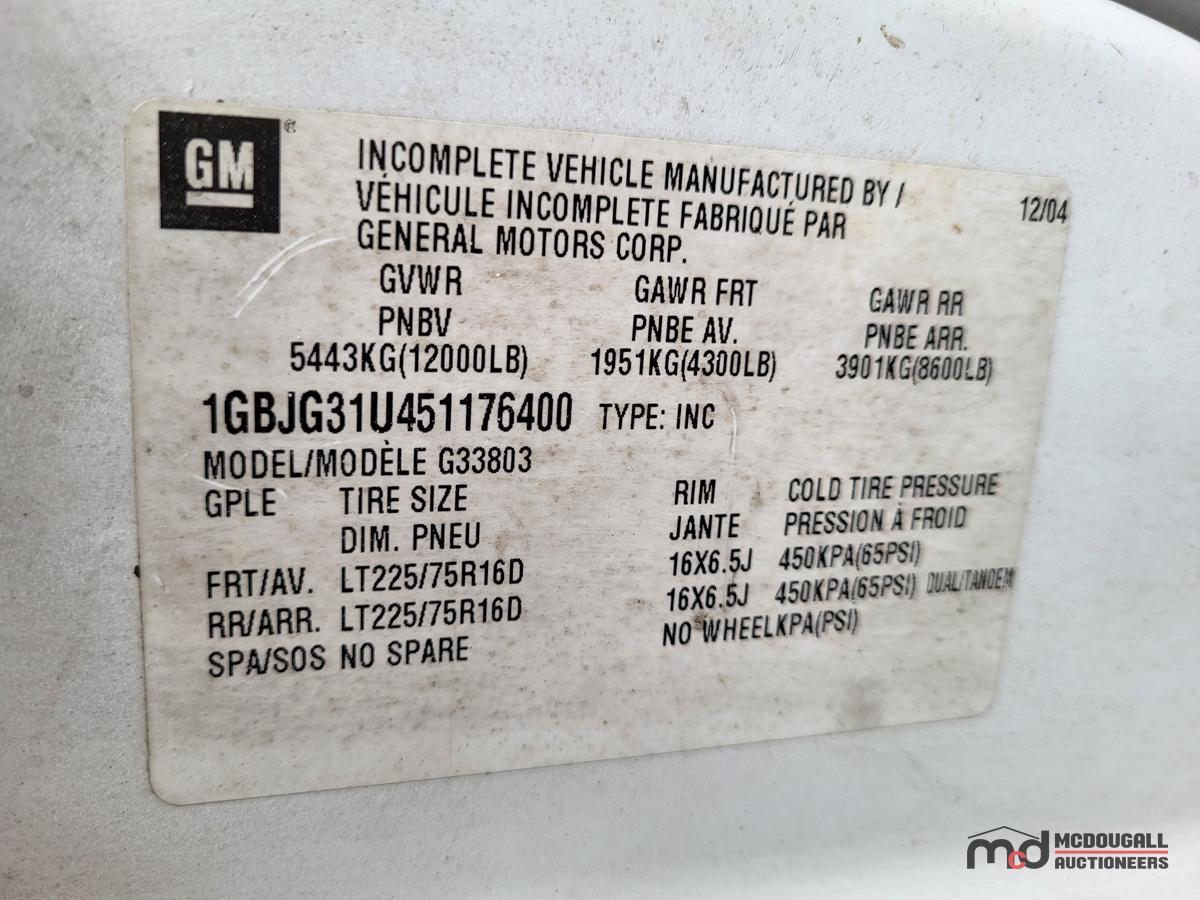 GM ®
INCOMPLETE VEHICLE MANUFACTURED BY /
VÉHICULE INCOMPLETE FABRIQUÉ PAR
GENERAL MOTORS CORP.
12/04
GVWR GAWR FRT GAWR RR
PNBV PNBE AV. PNBE ARR.
5443KG(12000LB) 1951KG(4300LB) 3901KG(8600LB)
1GBJG31U451176400 TYPE: INC
MODEL/MODÈLE G33803
GPLE TIRE SIZE RIM COLD TIRE PRESSURE
DIM. PNEU JANTE PRESSION À FROID
FRT/AV. LT225/75R16D 16X6.5J 450KPA(65PSI)
RR/ARR. LT225/75R16D 16X6.5J 450KPA(65PSI) DUAL/TANDEM
SPA/SOS NO SPARE NO WHEELKPA(PSI)
mcd MCDOUGALL
AUCTIONEERS